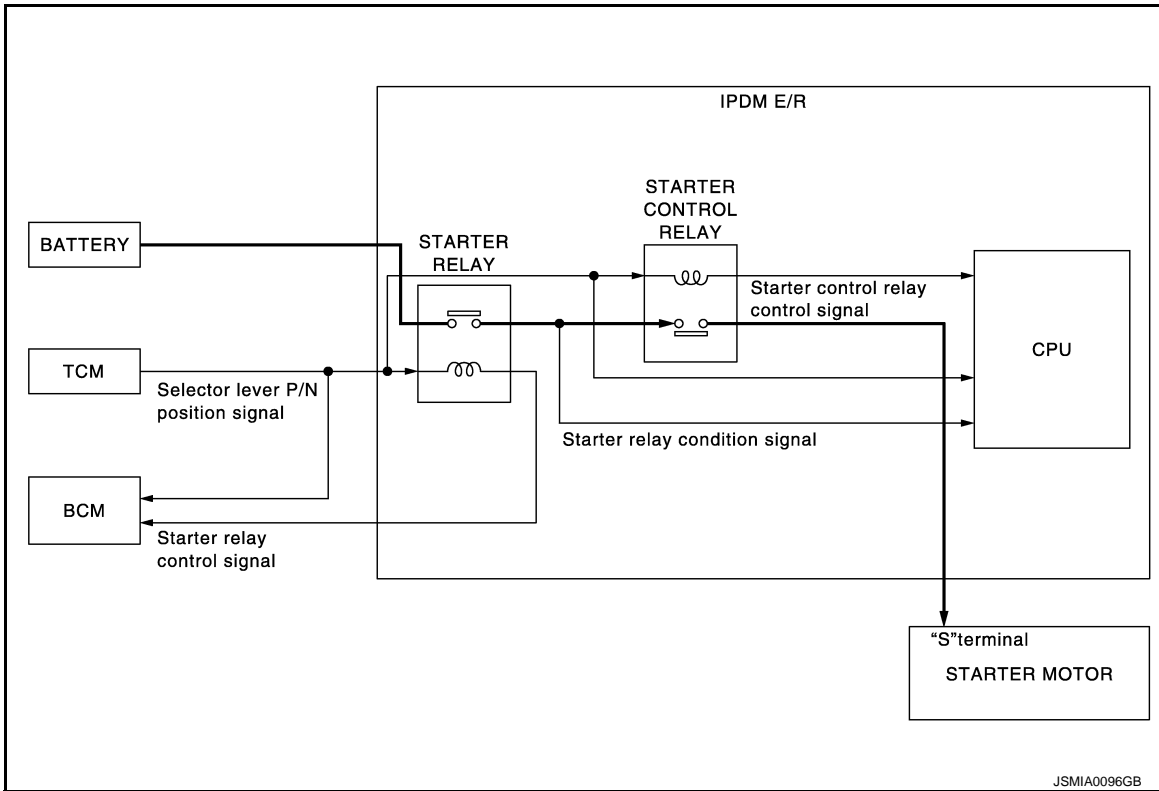 IPDM E/R
STARTER
CONTROL
RELAY
BATTERY
STARTER
RELAY
Starter control relay
control signal
CPU
TCM
Selector lever P/N
position signal
Starter relay condition signal
BCM
Starter relay
control signal
“S”terminal
STARTER MOTOR
JSMIA0096GB